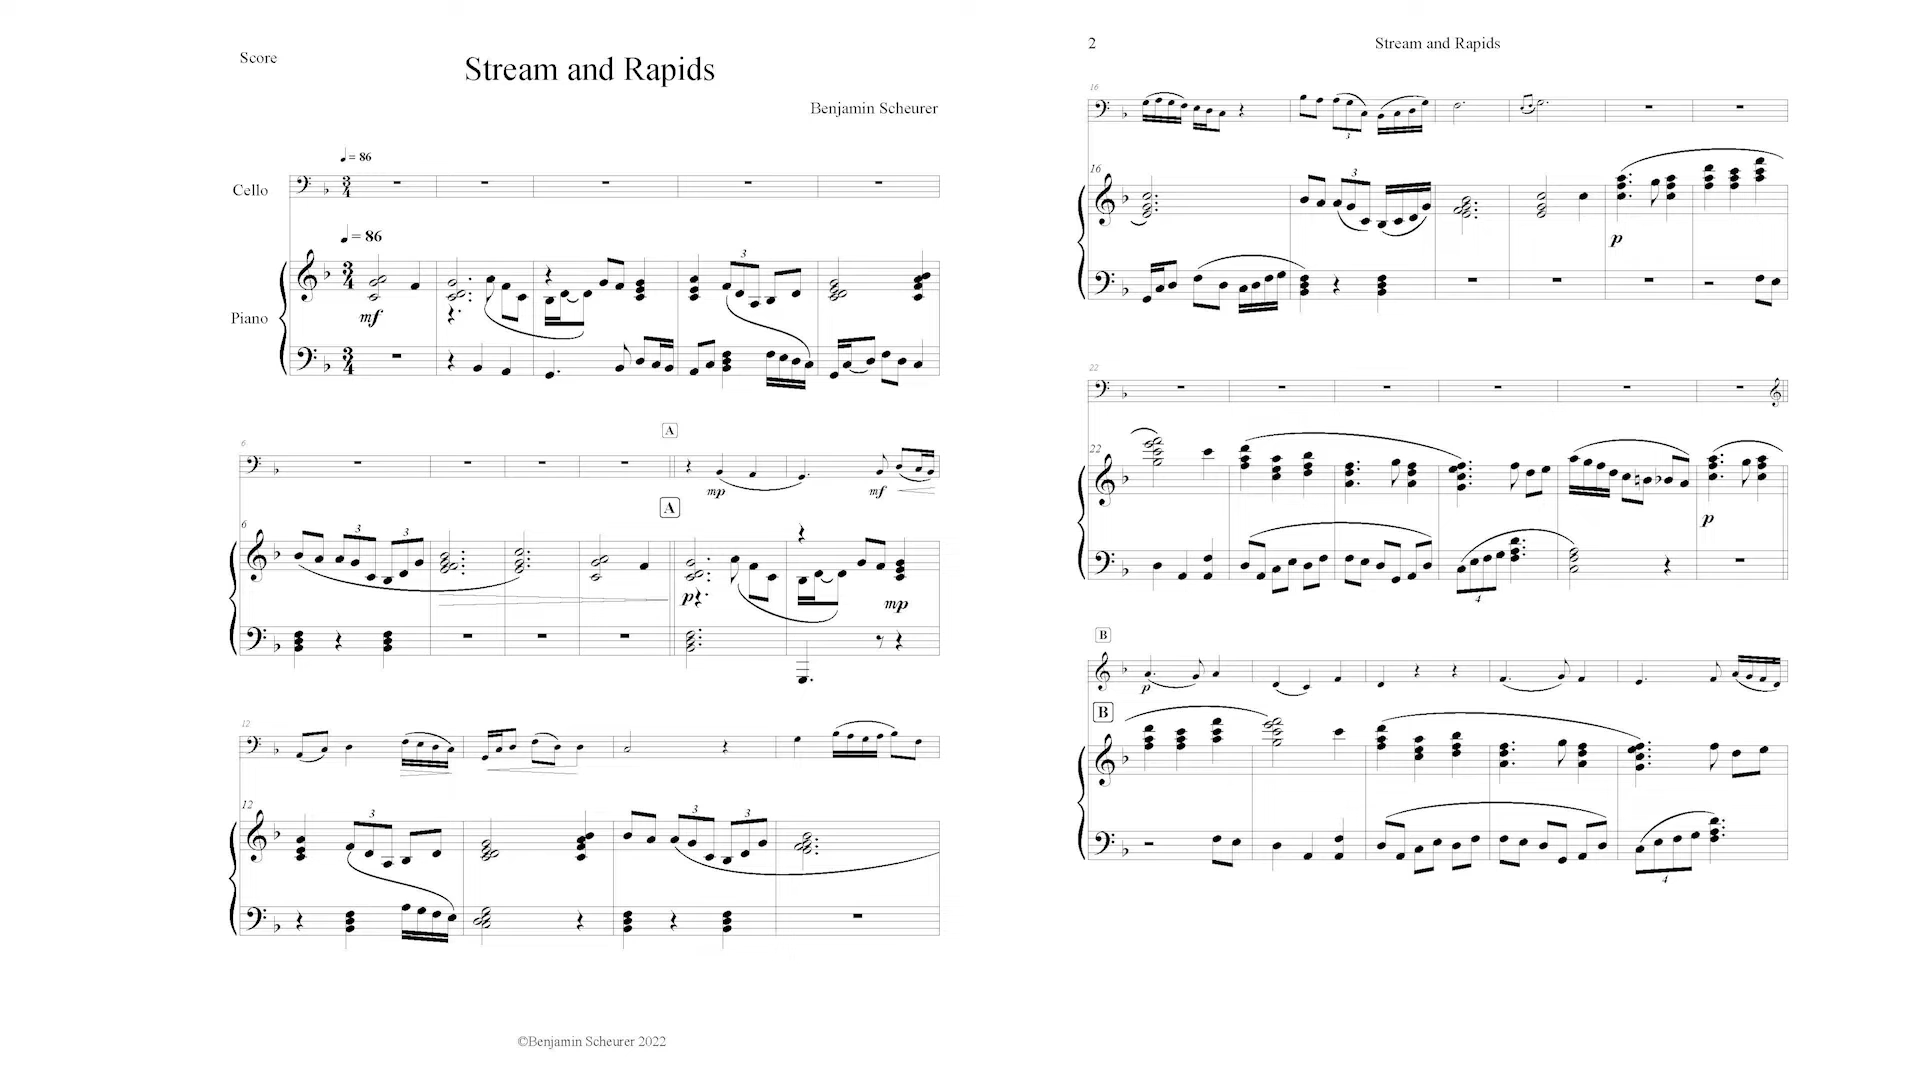 Score
Stream and Rapids
Benjamin Scheurer
♩ = 86
Cello
♩ = 86
3
Piano
mf
6
A
mp
mf
6
A
3
3
p
mp
12
12
3
3
3
©Benjamin Scheurer 2022
2
Stream and Rapids
16
3
16
3
p
22
22
p
4
B
p
B
4